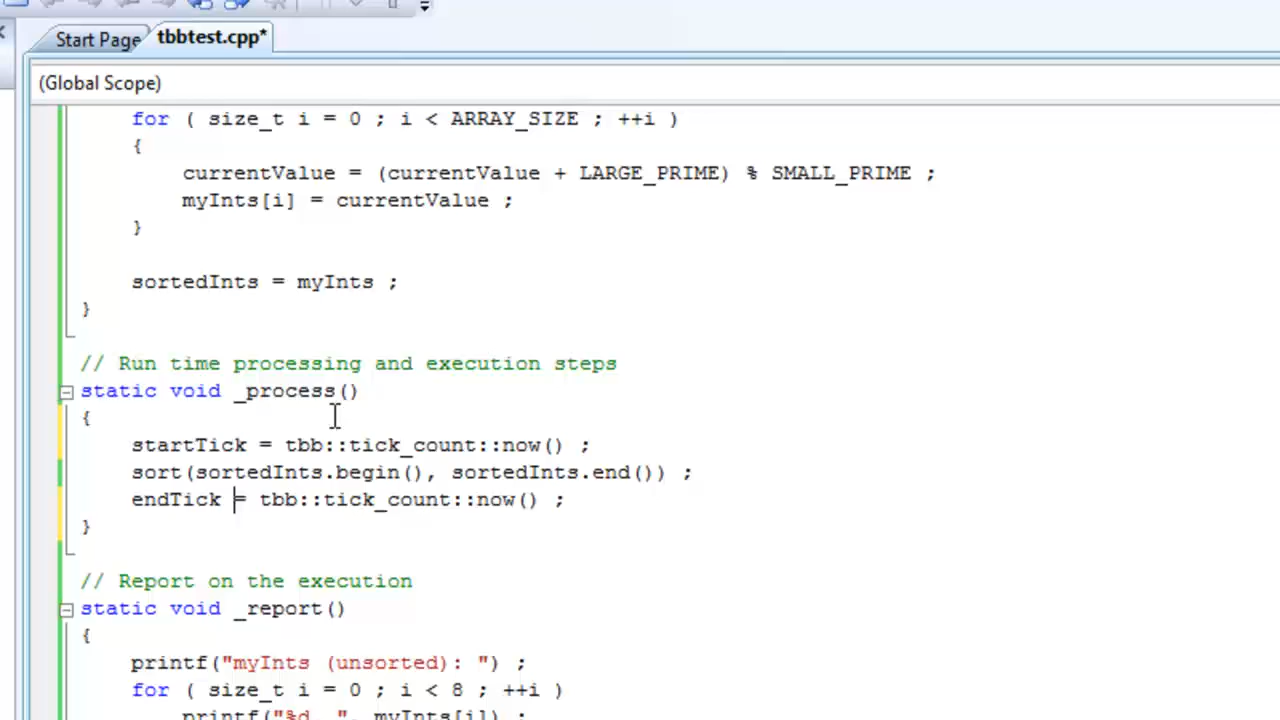 Start Page
tbbtest.cpp*
(Global Scope)
for ( size_t i = 0 ; i < ARRAY_SIZE ; ++i )
{
currentValue = (currentValue + LARGE_PRIME) % SMALL_PRIME ;
myInts[i] = currentValue ;
}
sortedInts = myInts ;
}
// Run time processing and execution steps
static void _process()
{
startTick = tbb::tick_count::now() ;
sort(sortedInts.begin(), sortedInts.end()) ;
endTick = tbb::tick_count::now() ;
}
// Report on the execution
static void _report()
{
printf("myInts (unsorted): ") ;
for ( size_t i = 0 ; i < 8 ; ++i )
printf("%d, ", myInts[i]) ;